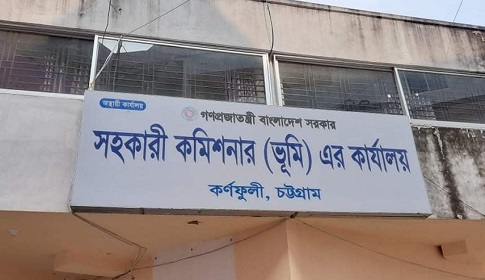 অস্থায়ী কার্যালয়
গণপ্রজাতন্ত্রী বাংলাদেশ সরকার
সহকারী কমিশনার (ভূমি) এর কার্যালয়
কর্ণফুলী, চট্টগ্রাম